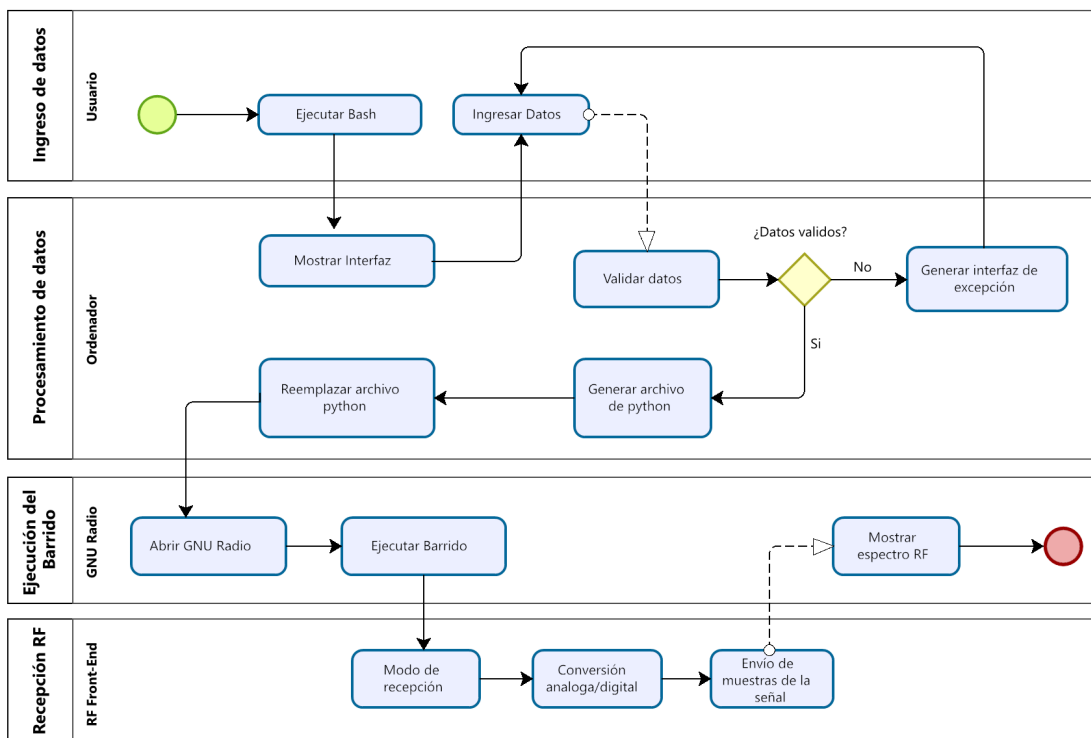 Ingreso de datos
Usuario
Ejecutar Bash
Ingresar Datos
Procesamiento de datos
Ordenador
Mostrar Interfaz
Validar datos
¿Datos validos?
No
Generar interfaz de
excepción
Si
Reemplazar archivo
python
Generar archivo
de python
Ejecución del
Barrido
GNU Radio
Abrir GNU Radio
Ejecutar Barrido
Mostrar
espectro RF
Recepción RF
RF Front-End
Modo de
recepción
Conversión
analoga/digital
Envío de
muestras de la
señal